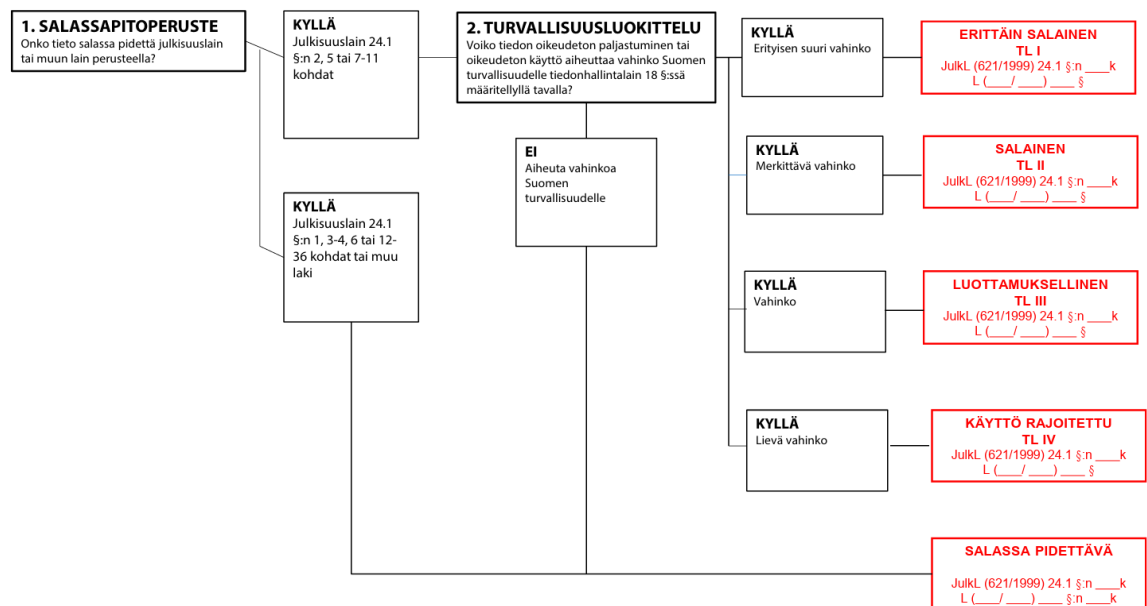 1. SALASSAPITOPERUSTE
Onko tieto salassa pidettä julkisuuslain
tai muun lain perusteella?
KYLLÄ
Julkisuuslain 24.1
§:n 2, 5 tai 7-11
kohdat
KYLLÄ
Julkisuuslain 24.1
§:n 1, 3-4, 6 tai 12-
36 kohdat tai muu
laki
2. TURVALLISUUSLUOKITTELU
Voiko tiedon oikeudeton paljastuminen tai
oikeudeton käyttö aiheuttaa vahinko Suomen
turvallisuudelle tiedonhallintalain 18 §:ssä
määritellyllä tavalla?
EI
Aiheuta vahinkoa
Suomen
turvallisuudelle
KYLLÄ
Erityisen suuri vahinko
ERITTÄIN SALAINEN
TL I
JulkL (621/1999) 24.1 §:n ____k
L (____/ ____) ____ §
KYLLÄ
Merkittävä vahinko
SALAINEN
TL II
JulkL (621/1999) 24.1 §:n ____k
L (____/ ____) ____ §
KYLLÄ
Vahinko
LUOTTAMUKSELLINEN
TL III
JulkL (621/1999) 24.1 §:n ____k
L (____/ ____) ____ §
KYLLÄ
Lievä vahinko
KÄYTTÖ RAJOITETTU
TL IV
JulkL (621/1999) 24.1 §:n ____k
L (____/ ____) ____ §
SALASSA PIDETTÄVÄ
JulkL (621/1999) 24.1 §:n ____k
L (____/ ____) ____ §:n ____k